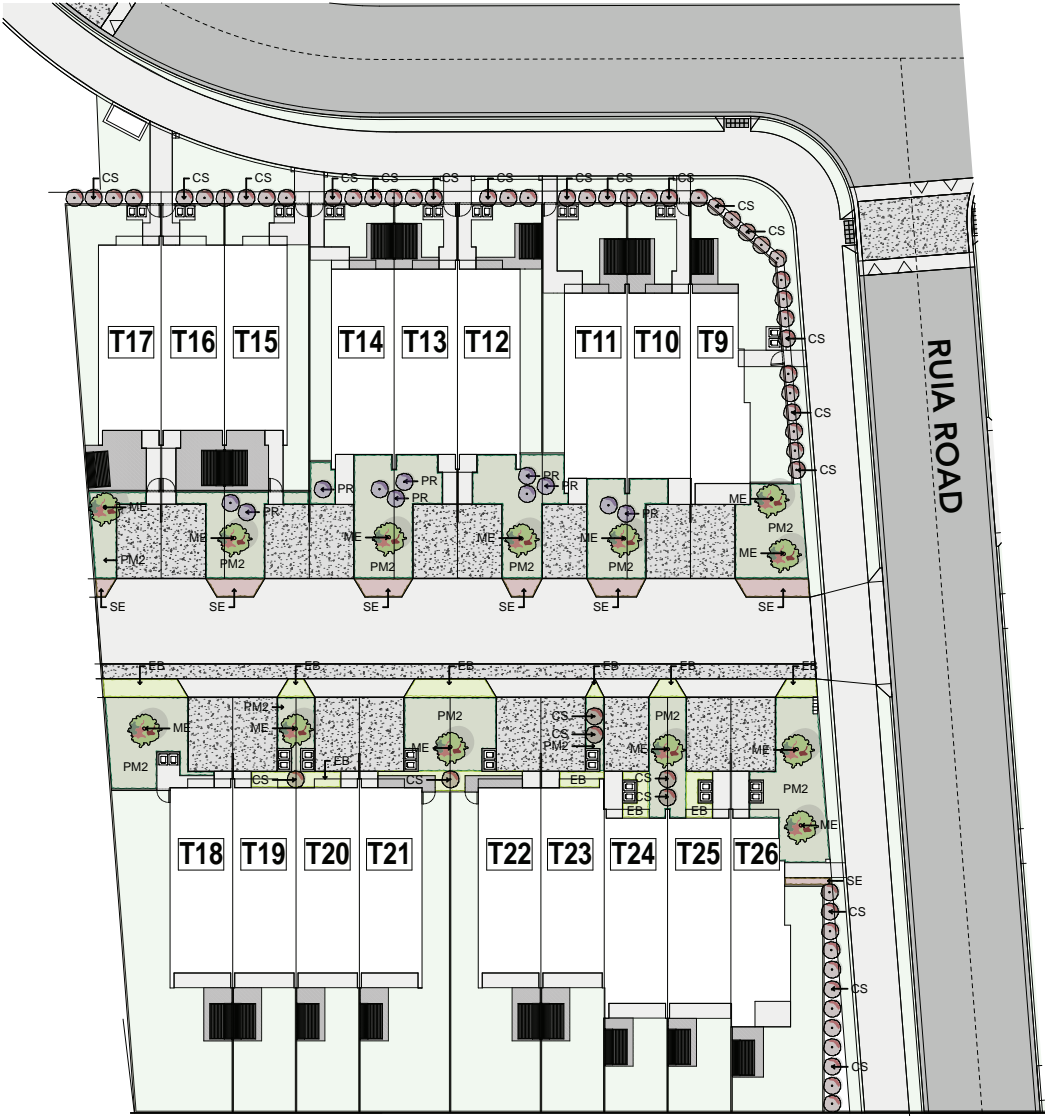 CS CS CS CS CS CS CS CS CS CS CS
CS
CS
T17 T16 T15 T14 T13 T12 T11 T10 T9
CS
RUIA ROAD
CS
CS
PR PR PR PR
ME PR PR ME
PM2
ME ME ME ME ME
PM2 PM2 PM2 PM2 PM2
SE SE SE SE SE SE
EB EB EB EB EB EB
PM2 PM2 PM2
CS
ME ME CS ME ME ME
PM2
PM2 EB
CS CS EB CS
PM2
CS
EB EB
ME
T18 T19 T20 T21 T22 T23 T24 T25 T26
SE
CS
CS
CS